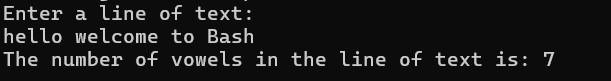 Enter a line of text:
hello welcome to Bash
The number of vowels in the line of text is: 7